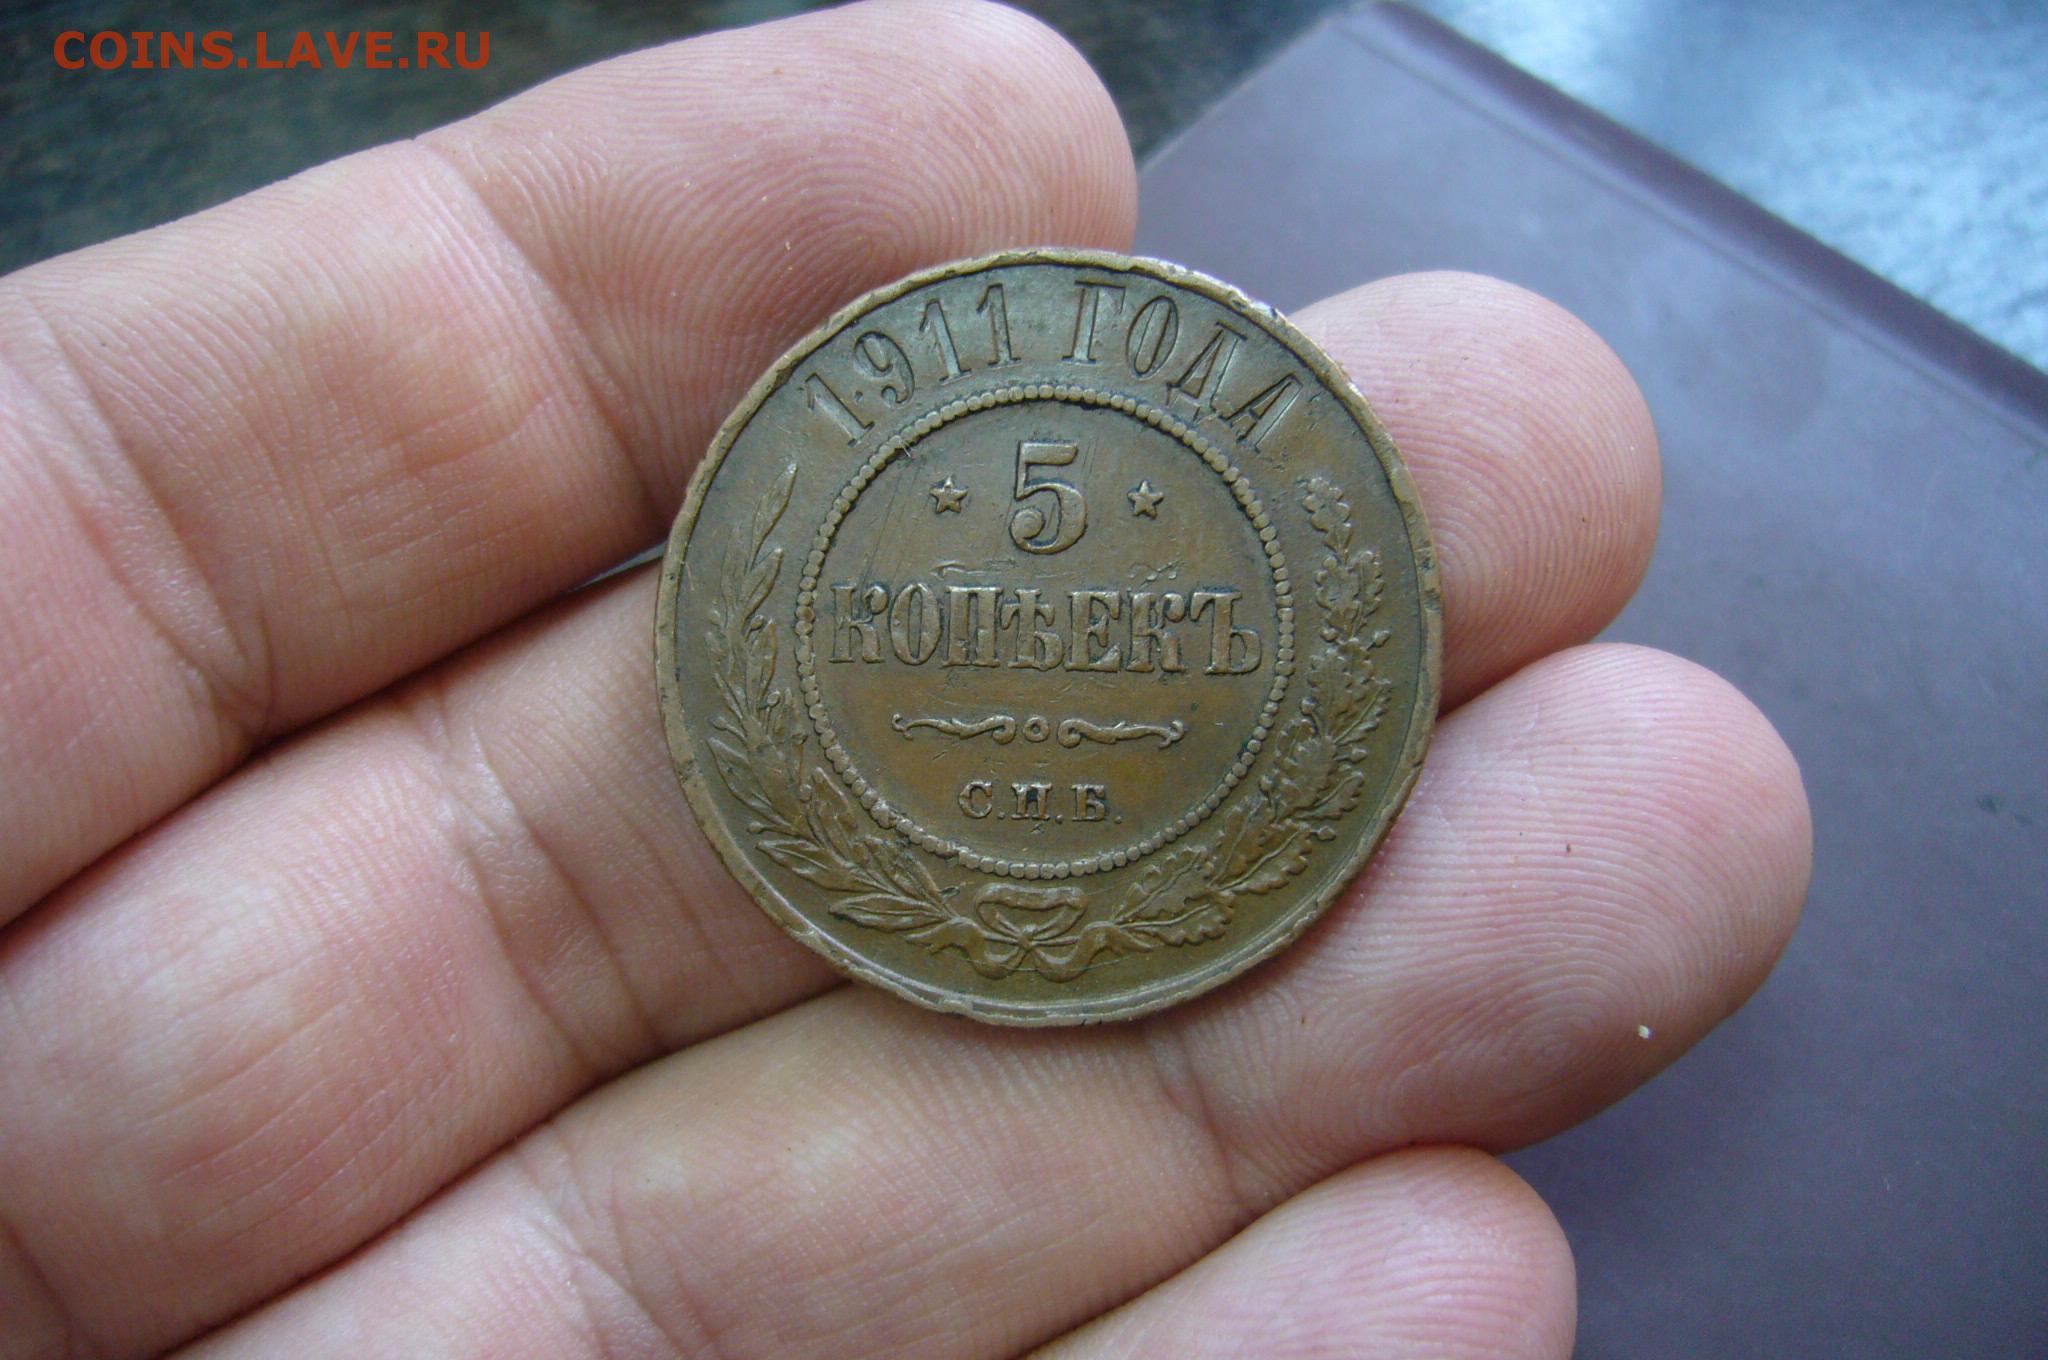 COINS.LAVE.RU
1911 ГОДА
5
КОПѢЕКЪ
С.П.Б.